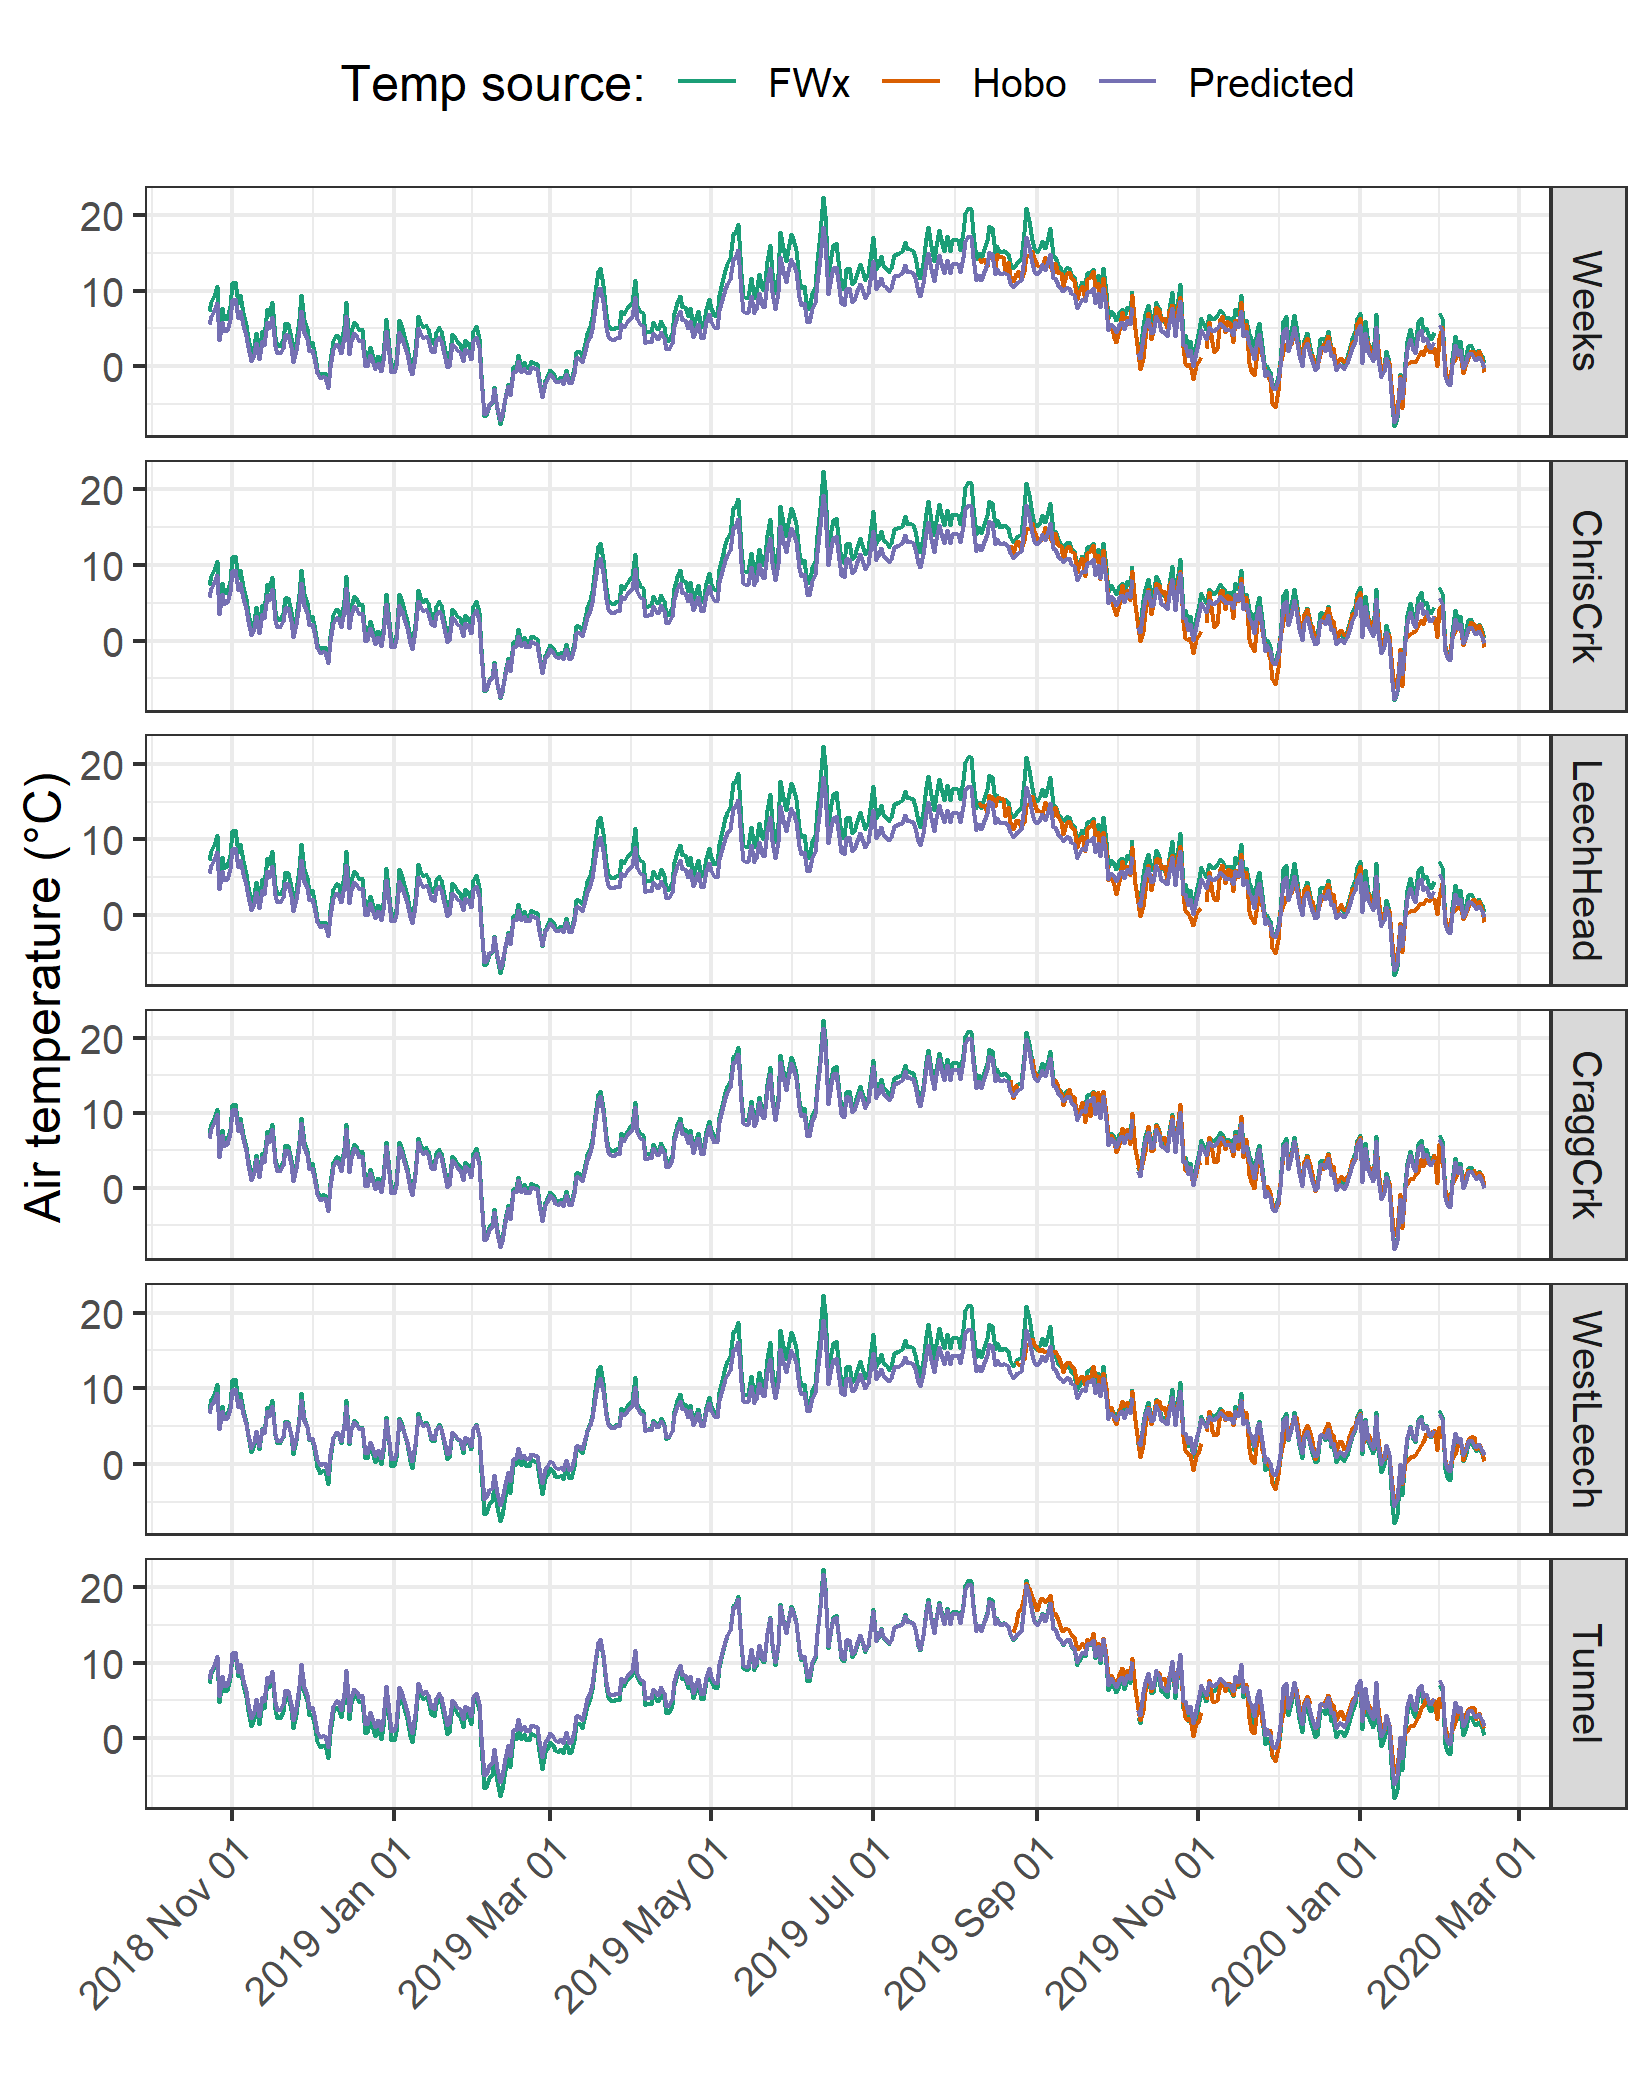 Temp source: FWx Hobo Predicted
Air temperature (°C)
20
10
0
Weeks
20
10
0
ChrisCrk
20
10
0
LeechHead
20
10
0
CraggCrk
20
10
0
WestLeech
20
10
0
Tunnel
2018 Nov 01
2019 Jan 01
2019 Mar 01
2019 May 01
2019 Jul 01
2019 Sep 01
2019 Nov 01
2020 Jan 01
2020 Mar 01